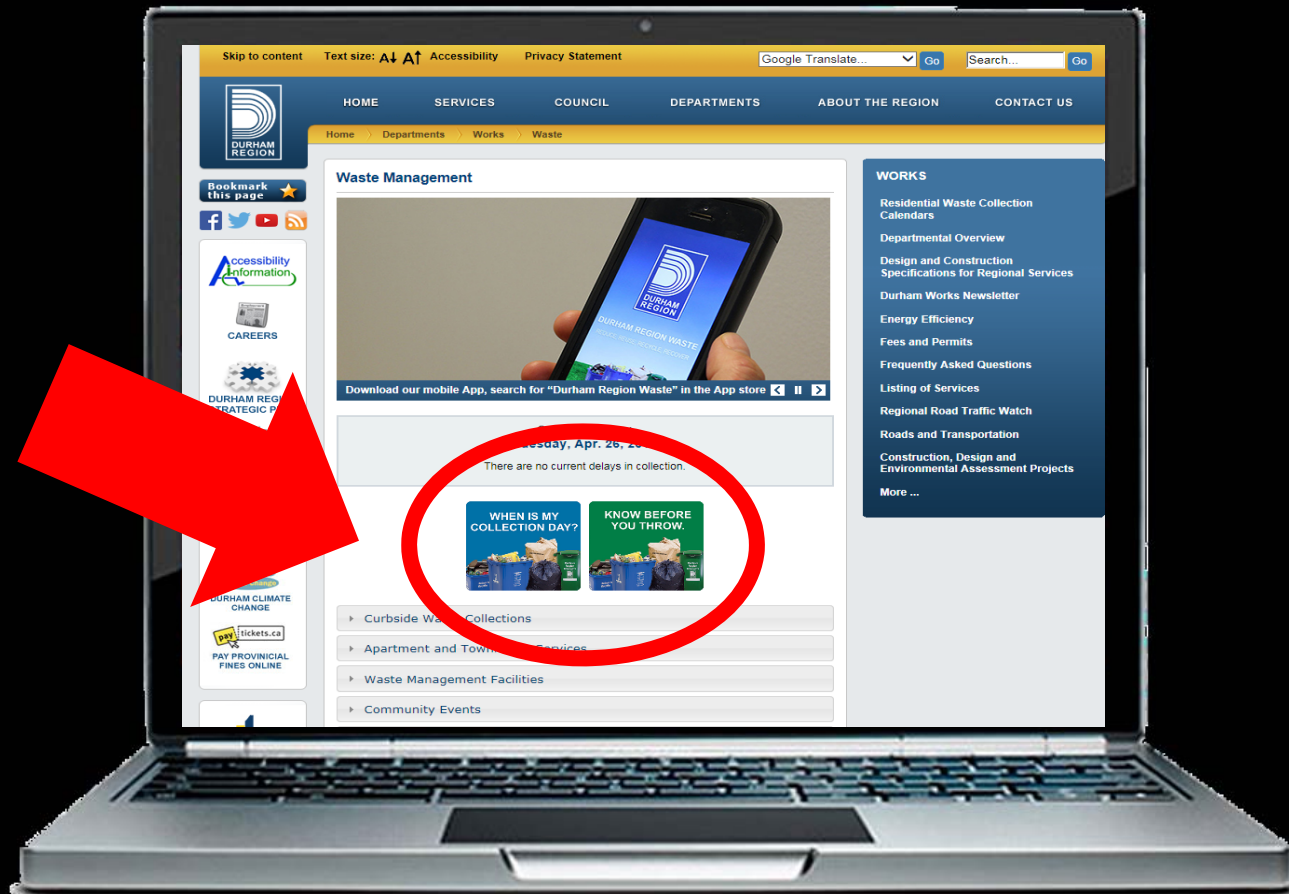 Skip to content Text size: A A Accessibility Privacy Statement Google Translate... Go Search... Go
DURHAM
REGION
HOME SERVICES COUNCIL DEPARTMENTS ABOUT THE REGION CONTACT US
Home Departments Works Waste
Bookmark
this page
Accessibility
Information
CAREERS
DURHAM
Waste Management
DURHAM
REGION
DURHAM REGION WASTE
Download our mobile App, search for “Durham Region Waste” in the App store
Apr. 26,
There are no current delays in collection.
WHEN IS MY
COLLECTION DAY?
KNOW BEFORE
YOU THROW.
Curbside Collections
Apartment and Services
Waste Management Facilities
Community Events
DURHAM CLIMATE
CHANGE
pay tickets.ca
PAY PROVINICIAL
FINES ONLINE
WORKS
Residential Waste Collection
Calendars
Departmental Overview
Design and Construction
Specifications for Regional Services
Durham Works Newsletter
Energy Efficiency
Fees and Permits
Frequently Asked Questions
Listing of Services
Regional Road Traffic Watch
Roads and Transportation
Construction, Design and
Environmental Assessment Projects
More ...